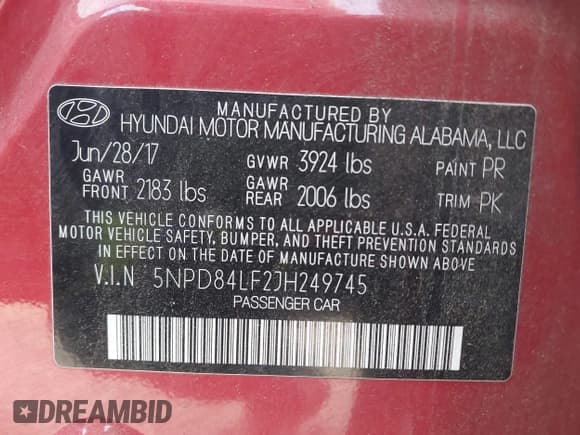 MANUFACTURED BY
HYUNDAI MOTOR MANUFACTURING ALABAMA, LLC
Jun/28/17 GVWR 3924 lbs PAINT PR
GAWR FRONT 2183 lbs GAWR REAR 2006 lbs TRIM PK
THIS VEHICLE CONFORMS TO ALL APPLICABLE U.S.A. FEDERAL
MOTOR VEHICLE SAFETY, BUMPER, AND THEFT PREVENTION STANDARDS
IN EFFECT ON THE DATE OF MANUFACTURE SHOWN ABOVE.
V.I.N 5NPD84LF2JH249745
PASSENGER CAR
DREAMBID